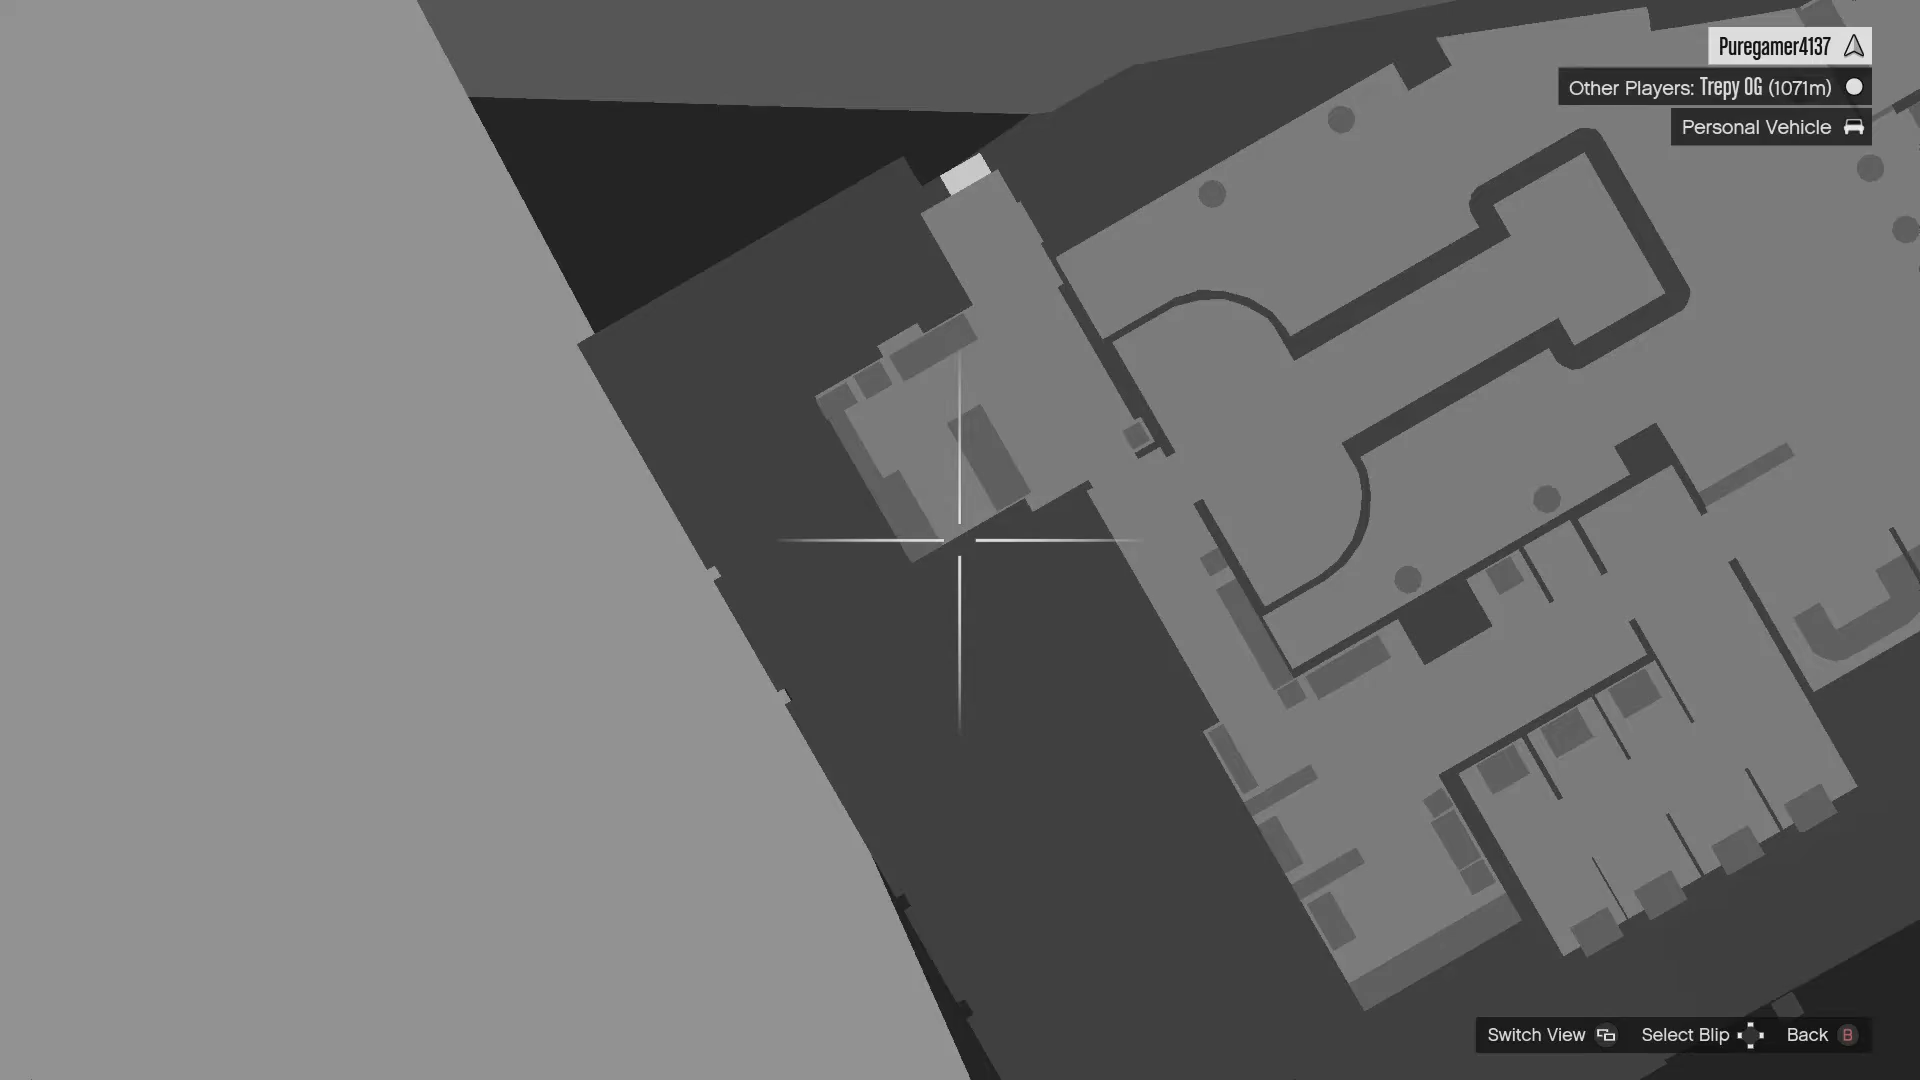 Puregamer4137
Other Players: Trepy OG (1071m)
Personal Vehicle
Switch View Select Blip Back B